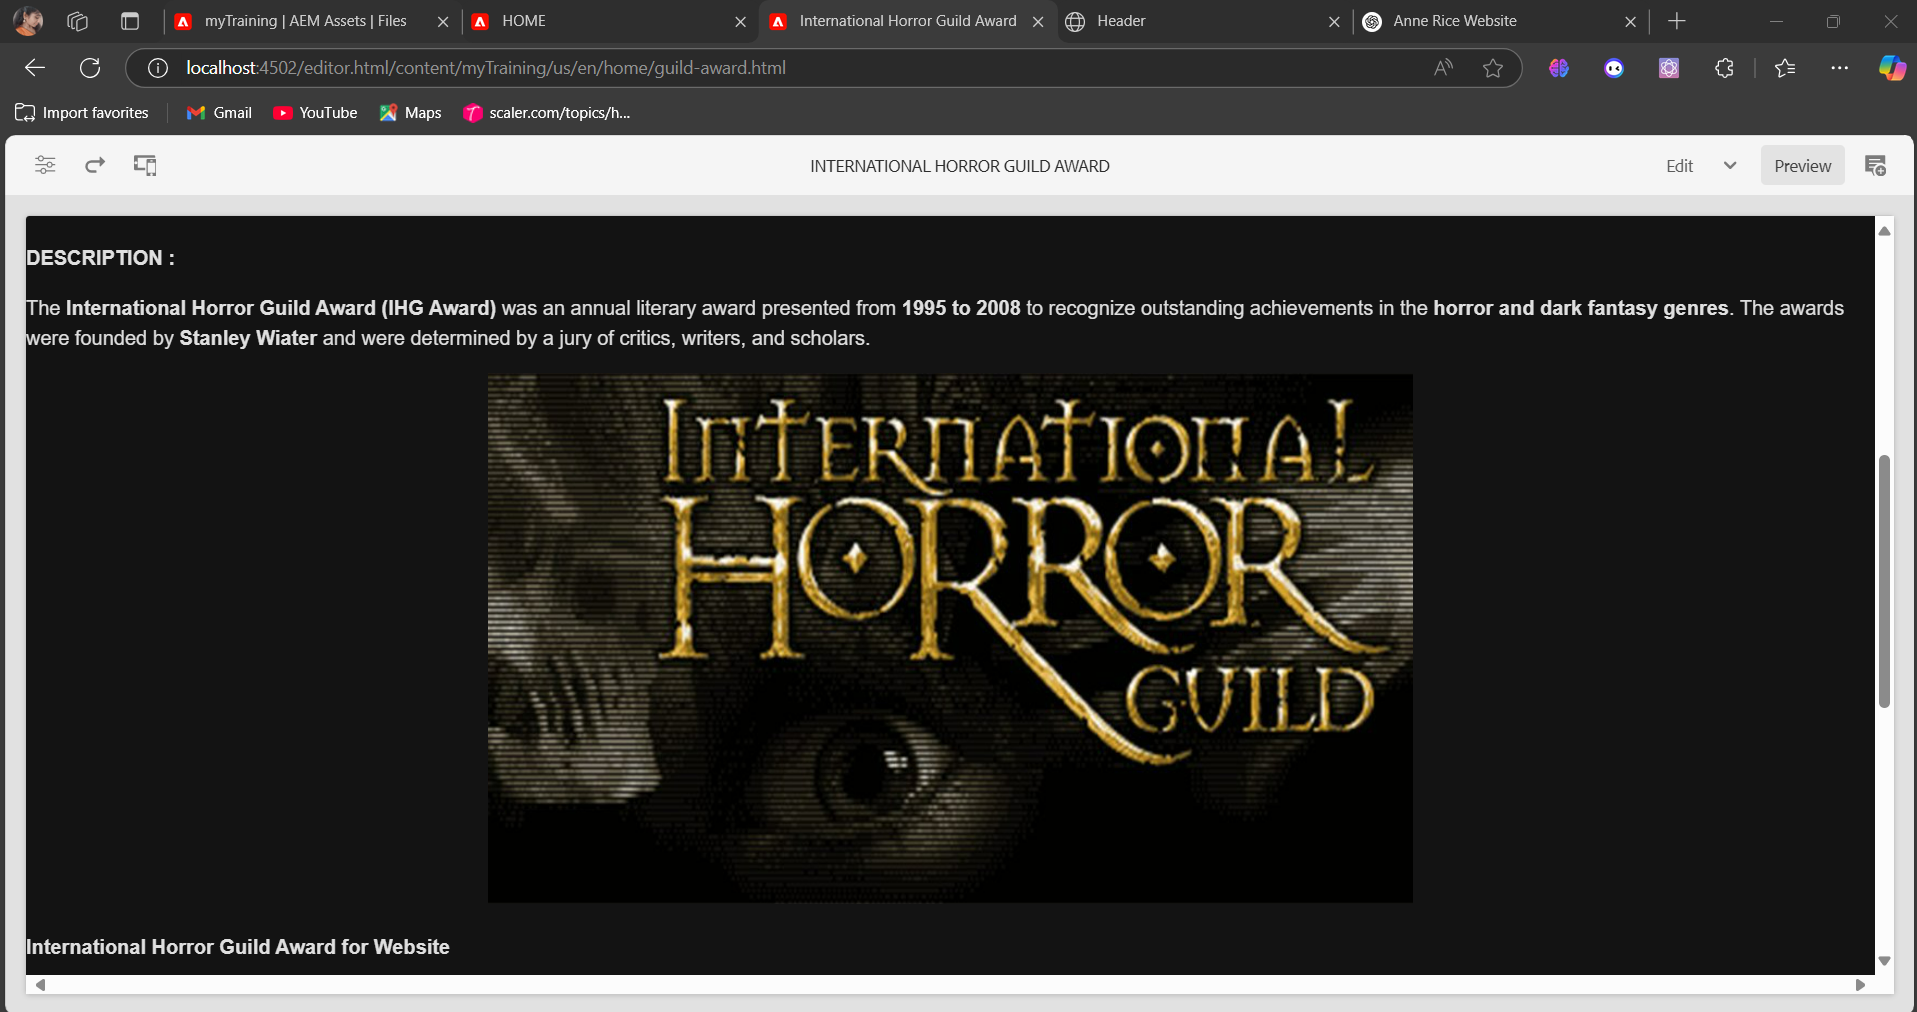 myTraining | AEM Assets | Files
HOME
International Horror Guild Award
Header
Anne Rice Website
localhost:4502/editor.html/content/myTraining/us/en/home/guild-award.html
Import favorites
Gmail
YouTube
Maps
scaler.com/topics/h...
INTERNATIONAL HORROR GUILD AWARD
Edit
Preview
DESCRIPTION :
The International Horror Guild Award (IHG Award) was an annual literary award presented from 1995 to 2008 to recognize outstanding achievements in the horror and dark fantasy genres. The awards
were founded by Stanley Wiater and were determined by a jury of critics, writers, and scholars.
INTERNATIONAL
HORROR
GUILD
International Horror Guild Award for Website